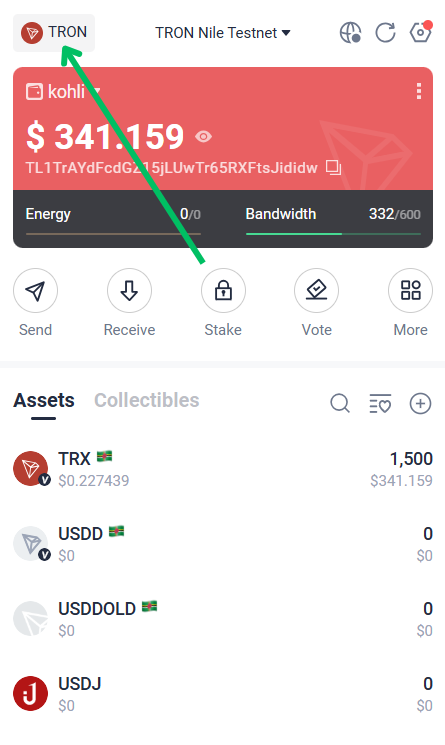 TRON
TRON Nile Testnet
kohli
$ 341.159
Energy 0/0 Bandwidth 332/600
Send Receive Stake Vote More
Assets Collectibles
TRX 1,500
$0.227439 $341.159
USDD 0
$0 $0
USDDOLD 0
$0 $0
USDJ 0
$0 $0